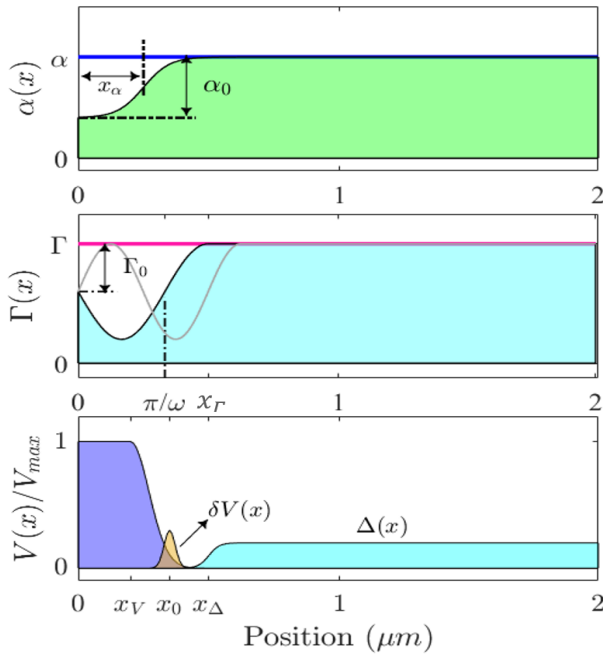 α(x)
α
x_α
α_0
0
0
1
2
Γ(x)
Γ
Γ_0
0
π/ω
x_Γ
0
1
2
V(x)/V_max
1
δV(x)
Δ(x)
0
0
x_V
x_0
x_Δ
1
2
Position (μm)